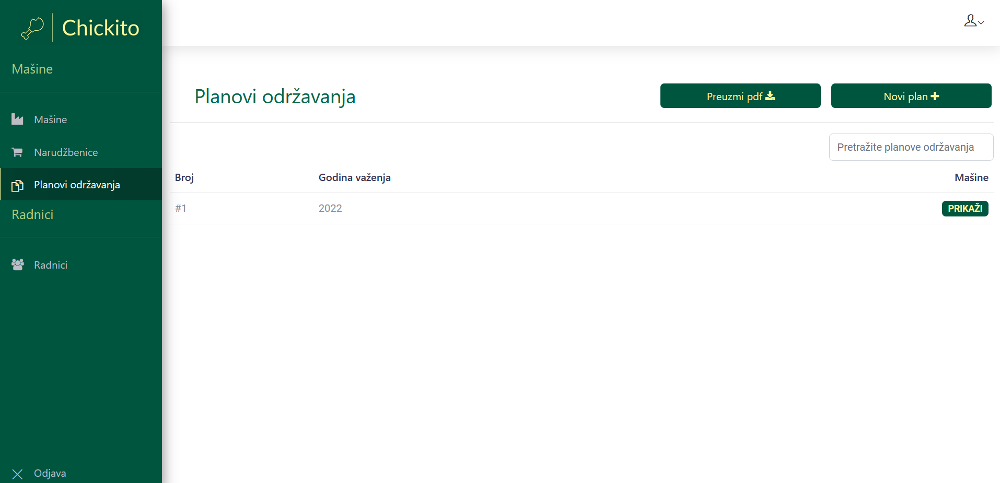 Chickito
Mašine
Mašine
Narudžbenice
Planovi održavanja
Radnici
Radnici
Odjava
Planovi održavanja
Preuzmi pdf
Novi plan
Pretražite planove održavanja
Broj Godina važenja Mašine
#1 2022 PRIKAŽI